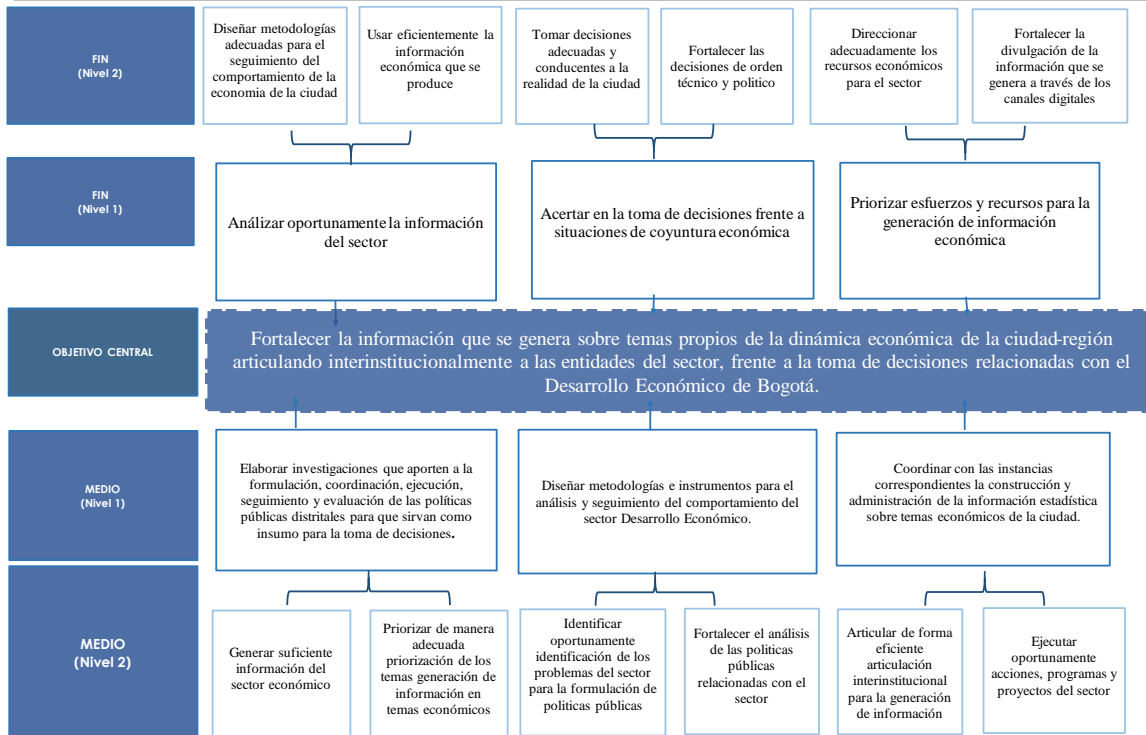 FIN
(Nivel 2)
Diseñar metodologías
adecuadas para el
seguimiento del
comportamiento de la
economia de la ciudad
Usar eficientemente la
información
económica que se
produce
Tomar decisiones
adecuadas y
conducentes a la
realidad de la ciudad
Fortalecer las
decisiones de orden
técnico y politico
Direccionar
adecuadamente los
recursos económicos
para el sector
Fortalecer la
divulgación de la
información que se
genera a través de los
canales digitales
FIN
(Nivel 1)
Análizar oportunamente la información
del sector
Acertar en la toma de decisiones frente a
situaciones de coyuntura económica
Priorizar esfuerzos y recursos para la
generación de información
económica
OBJETIVO CENTRAL
Fortalecer la información que se genera sobre temas propios de la dinámica económica de la ciudad-región
articulando interinstitucionalmente a las entidades del sector, frente a la toma de decisiones relacionadas con el
Desarrollo Económico de Bogotá.
MEDIO
(Nivel 1)
Elaborar investigaciones que aporten a la
formulación, coordinación, ejecución,
seguimiento y evaluación de las políticas
públicas distritales para que sirvan como
insumo para la toma de decisiones.
Diseñar metodologías e instrumentos para el
análisis y seguimiento del comportamiento del
sector Desarrollo Económico.
Coordinar con las instancias
correspondientes la construcción y
administración de la información estadística
sobre temas económicos de la ciudad.
MEDIO
(Nivel 2)
Generar suficiente
información del
sector económico
Priorizar de manera
adecuada
priorización de los
temas generación de
información en
temas económicos
Identificar
oportunamente
identificación de los
problemas del sector
para la formulación de
politicas públicas
Fortalecer el análisis
de las politicas
públicas
relacionadas con el
sector
Articular de forma
eficiente
articulación
interinstitucional
para la generación
de información
Ejecutar
oportunamente
acciones, programas y
proyectos del sector